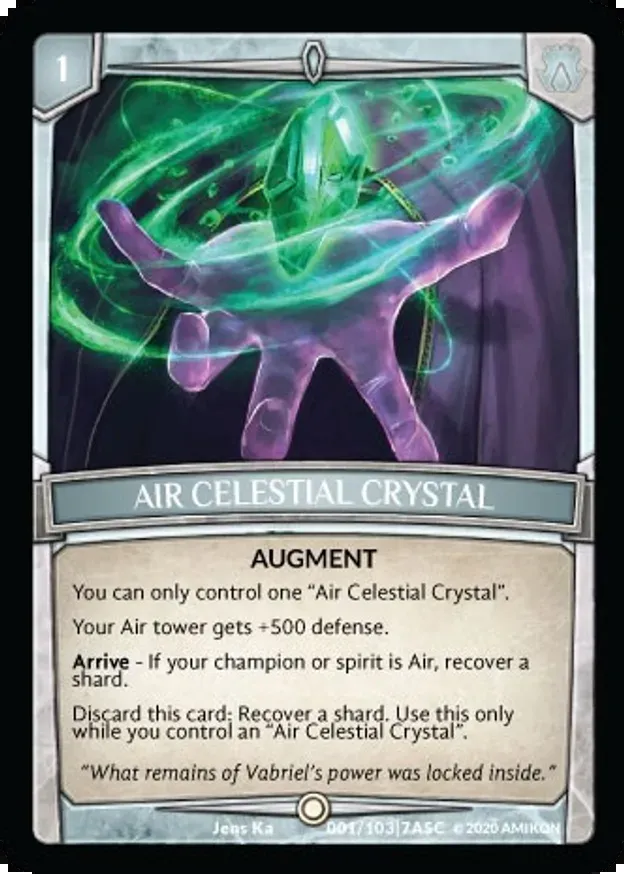 1
AIR CELESTIAL CRYSTAL
AUGMENT
You can only control one “Air Celestial Crystal”.
Your Air tower gets +500 defense.
Arrive - If your champion or spirit is Air, recover a
shard.
Discard this card: Recover a shard. Use this only
while you control an “Air Celestial Crystal”.
“What remains of Vabriel’s power was locked inside.”
Jens Ka 001/103|7ASC © 2020 AMIKON